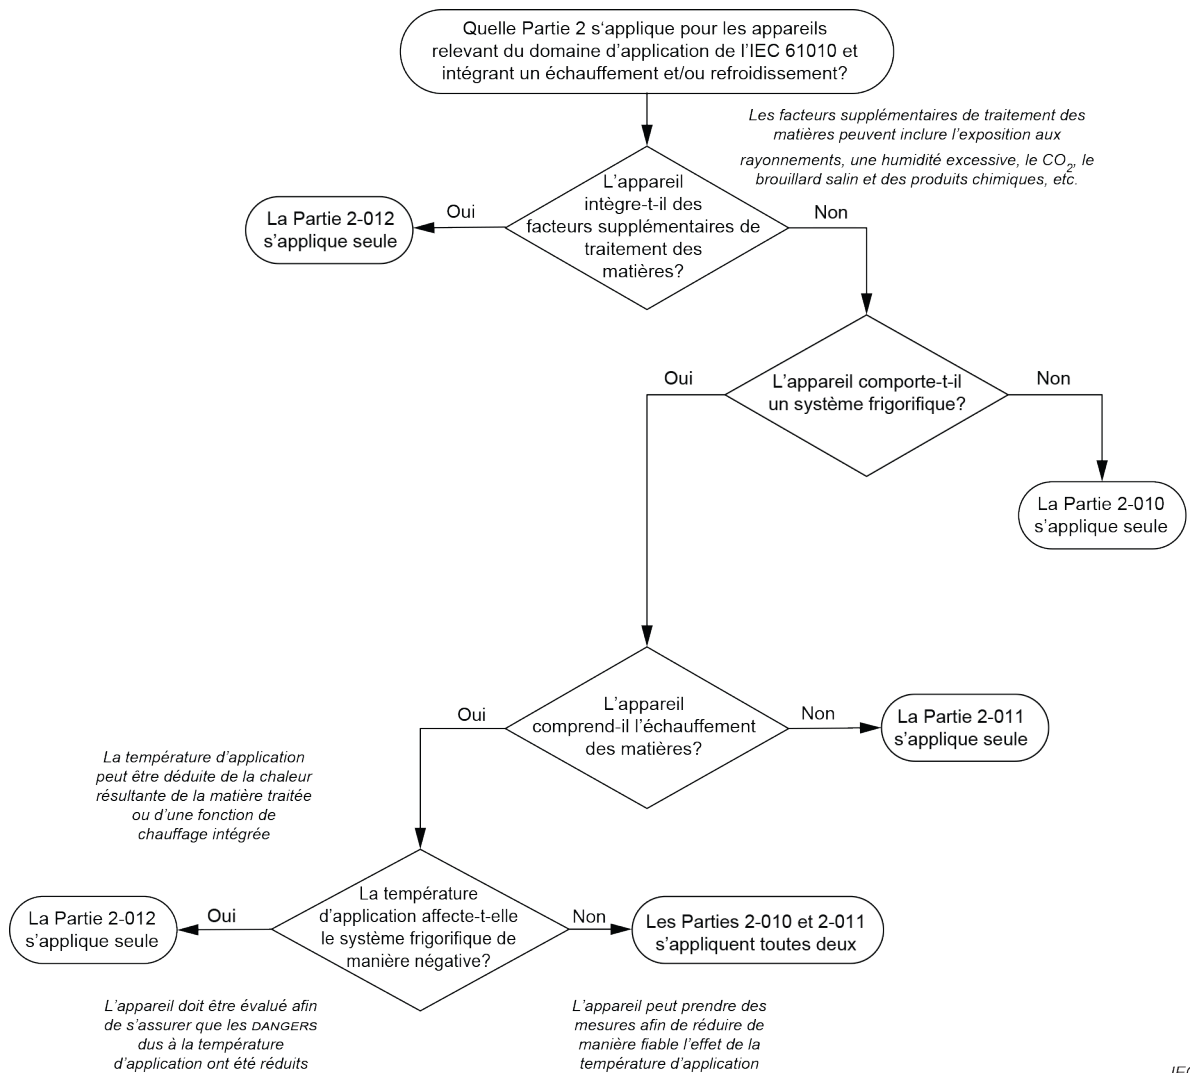 Quelle Partie 2 s‘applique pour les appareils
relevant du domaine d’application de l’IEC 61010 et
intégrant un échauffement et/ou refroidissement?
Les facteurs supplémentaires de traitement des
matières peuvent inclure l’exposition aux
rayonnements, une humidité excessive, le CO2, le
brouillard salin et des produits chimiques, etc.
L’appareil
intègre-t-il des
facteurs supplémentaires de
traitement des
matières?
Oui
Non
La Partie 2-012
s’applique seule
L’appareil comporte-t-il
un système frigorifique?
Oui
Non
La Partie 2-010
s’applique seule
L’appareil
comprend-il l’échauffement
des matières?
Oui
Non
La Partie 2-011
s’applique seule
La température d’application
peut être déduite de la chaleur
résultante de la matière traitée
ou d’une fonction de
chauffage intégrée
La température
d’application affecte-t-elle
le système frigorifique de
manière négative?
Oui
Non
La Partie 2-012
s’applique seule
Les Parties 2-010 et 2-011
s’appliquent toutes deux
L’appareil doit être évalué afin
de s’assurer que les DANGERS
dus à la température
d’application ont été réduits
L’appareil peut prendre des
mesures afin de réduire de
manière fiable l’effet de la
température d’application